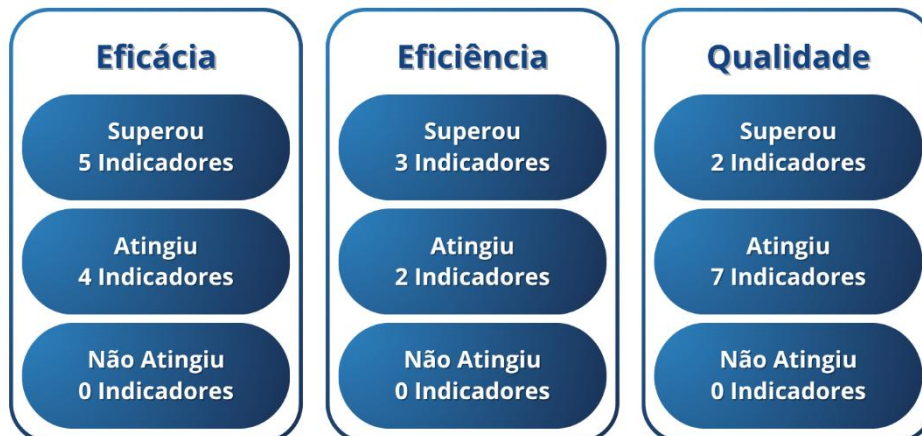 Eficácia
Superou
5 Indicadores
Atingiu
4 Indicadores
Não Atingiu
0 Indicadores
Eficiência
Superou
3 Indicadores
Atingiu
2 Indicadores
Não Atingiu
0 Indicadores
Qualidade
Superou
2 Indicadores
Atingiu
7 Indicadores
Não Atingiu
0 Indicadores